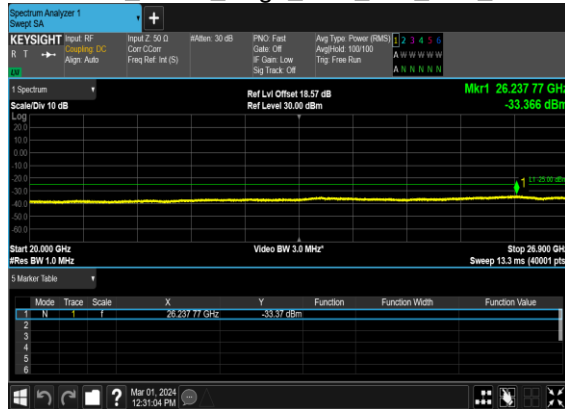 Spectrum Analyzer 1
Swept SA
+
KEYSIGHT
R T
LW
Input: RF
Coupling: DC
Align: Auto
Input Z: 50 Ω
Corr CCorr
Freq Ref: Int (S)
#Atten: 30 dB
PNO: Fast
Gate: Off
IF Gain: Low
Sig Track: Off
Avg Type: Power (RMS)
Avg|Hold: 100/100
Trig: Free Run
1 2 3 4 5 6
A W W W W W
A N N N N N
1 Spectrum
Scale/Div 10 dB
Ref Lvl Offset 18.57 dB
Ref Level 30.00 dBm
Mkr1 26.237 77 GHz
-33.366 dBm
Log
20.0
10.0
0.00
-10.0
-20.0
-30.0
-40.0
-50.0
-60.0
1
Start 20.000 GHz
#Res BW 1.0 MHz
Video BW 3.0 MHz*
Stop 26.900 GHz
Sweep 13.3 ms (40001 pts)
5 Marker Table
Mode Trace Scale X Y Function Function Width Function Value
1 N 1 f 26.237 77 GHz -33.37 dBm
2
3
4
5
6
?
Mar 01, 2024
12:31:04 PM